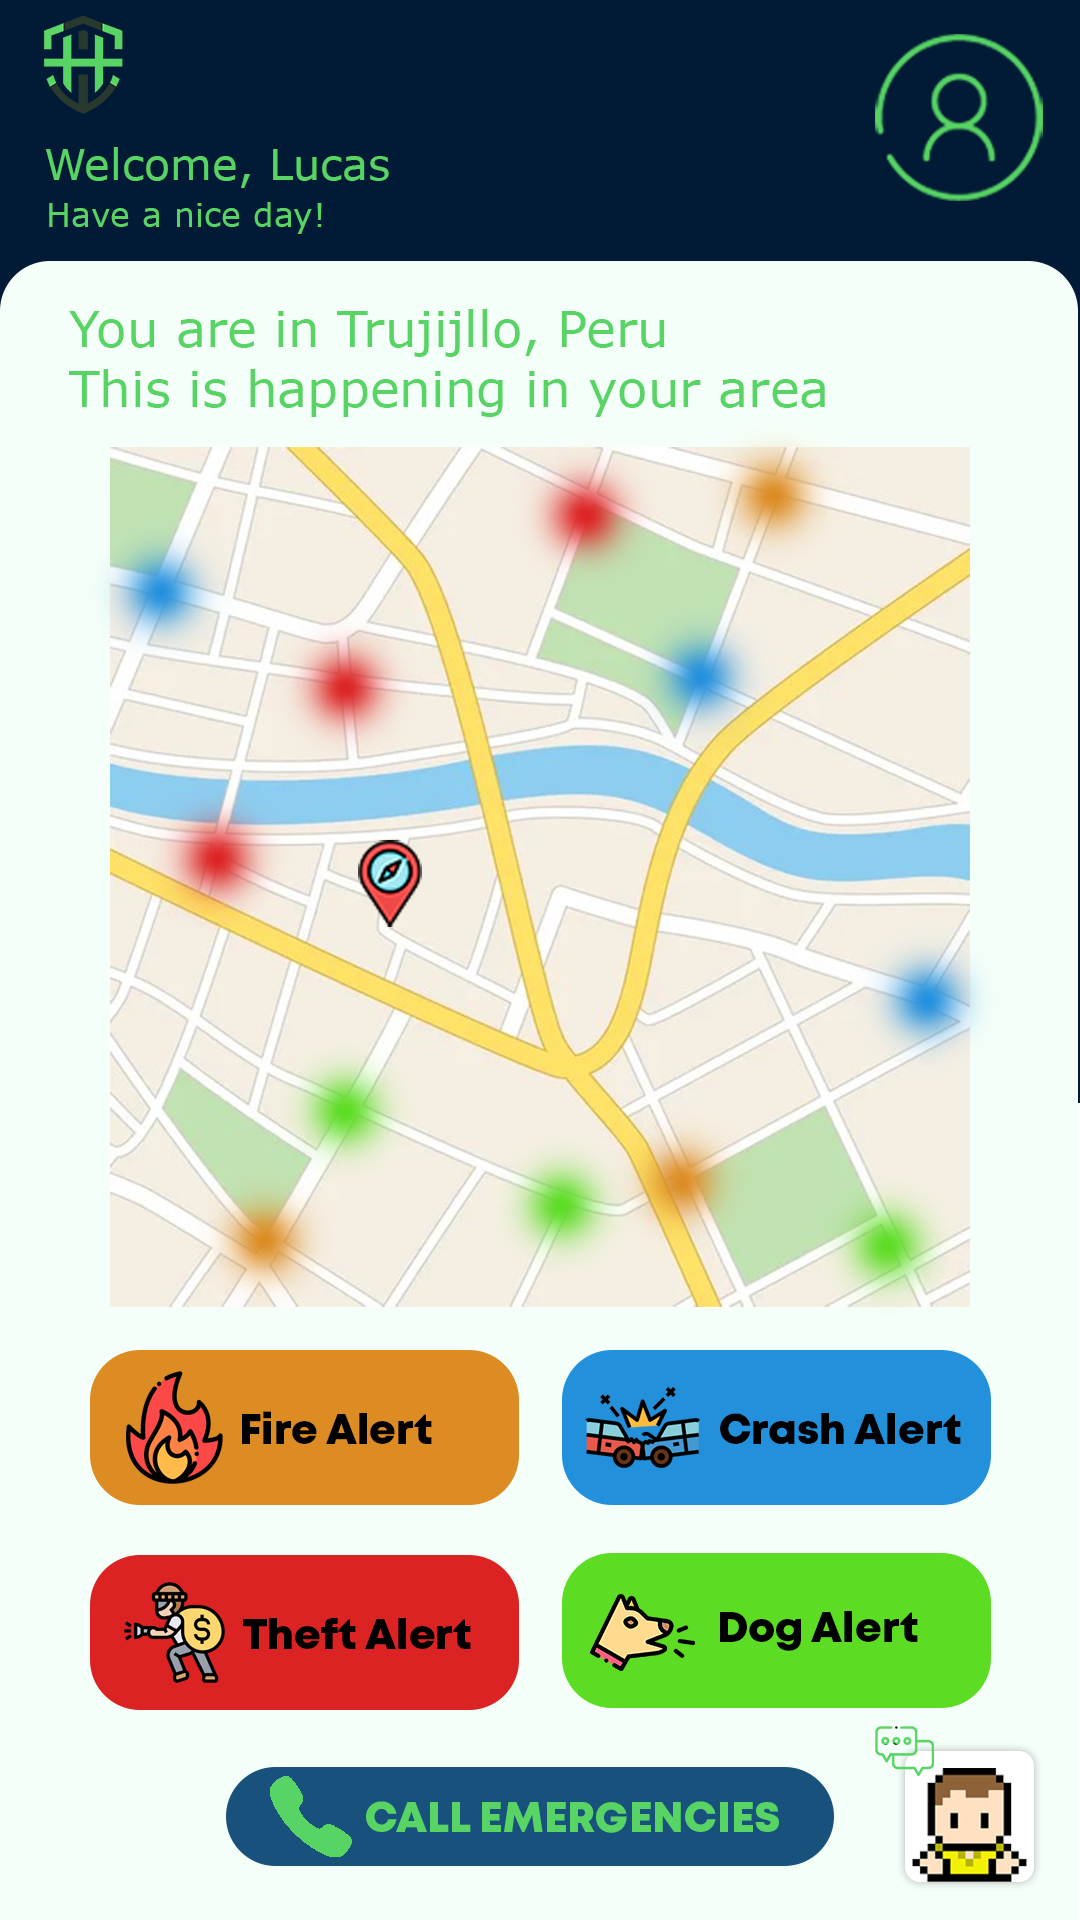 Welcome, Lucas
Have a nice day!
You are in Trujijllo, Peru
This is happening in your area
Fire Alert
Crash Alert
Theft Alert
Dog Alert
CALL EMERGENCIES